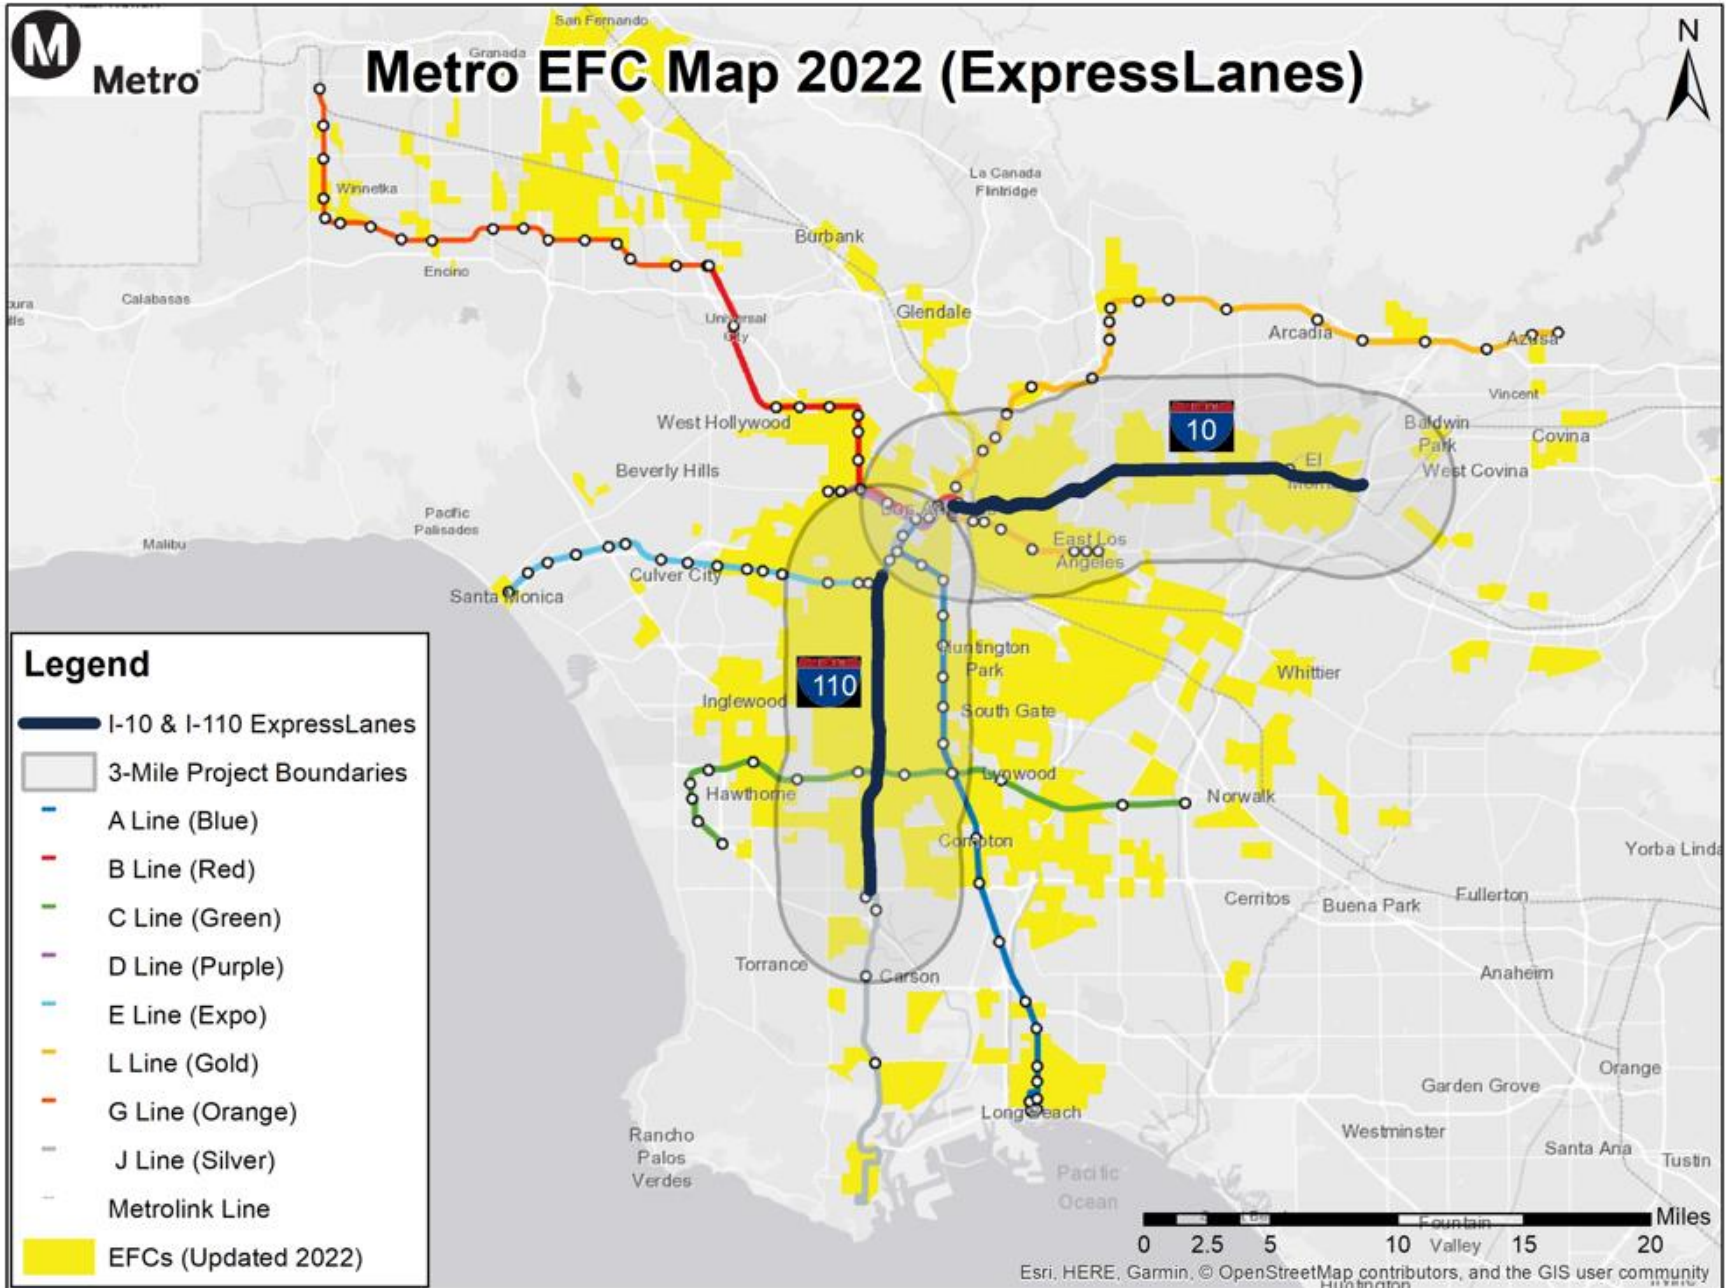 M
Metro
Metro EFC Map 2022 (ExpressLanes)
N
San Fernando
Granada
Winnetka
La Canada
Flintridge
Burbank
Encino
Calabasas
Universal
City
Glendale
Arcadia
Azusa
Vincent
West Hollywood
10
Baldwin
Park
Covina
Beverly Hills
El
West Covina
Pacific
Palisades
Malibu
East Los
Angeles
Culver City
Santa Monica
Huntington
Park
Whittier
110
Inglewood
South Gate
Lynwood
Hawthorne
Norwalk
Compton
Yorba Linda
Cerritos
Buena Park
Fullerton
Torrance
Carson
Anaheim
Orange
Garden Grove
Long Beach
Westminster
Santa Ana
Tustin
Rancho
Palos
Verdes
Pacific
Ocean
Fountain
Valley
Legend
I-10 & I-110 ExpressLanes
3-Mile Project Boundaries
A Line (Blue)
B Line (Red)
C Line (Green)
D Line (Purple)
E Line (Expo)
L Line (Gold)
G Line (Orange)
J Line (Silver)
Metrolink Line
EFCs (Updated 2022)
Miles
0 2.5 5 10 15 20
Esri, HERE, Garmin, © OpenStreetMap contributors, and the GIS user community